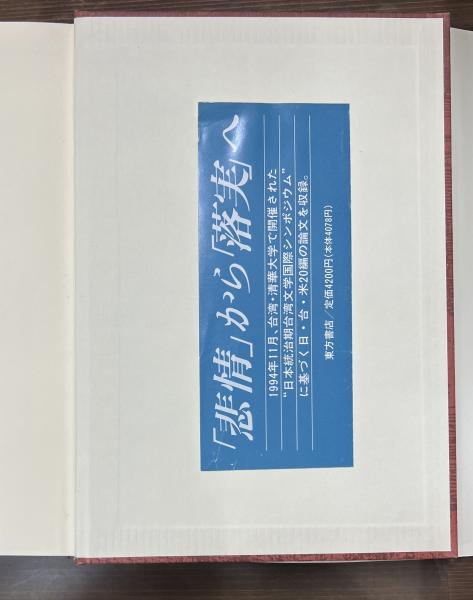 「悲情」から「落実」へ
1994年11月、台湾・清華大学で開催された
“日本統治期台湾文学国際シンポジウム”
に基づく日・台・米20編の論文を収録。
東方書店／定価4200円（本体4078円）